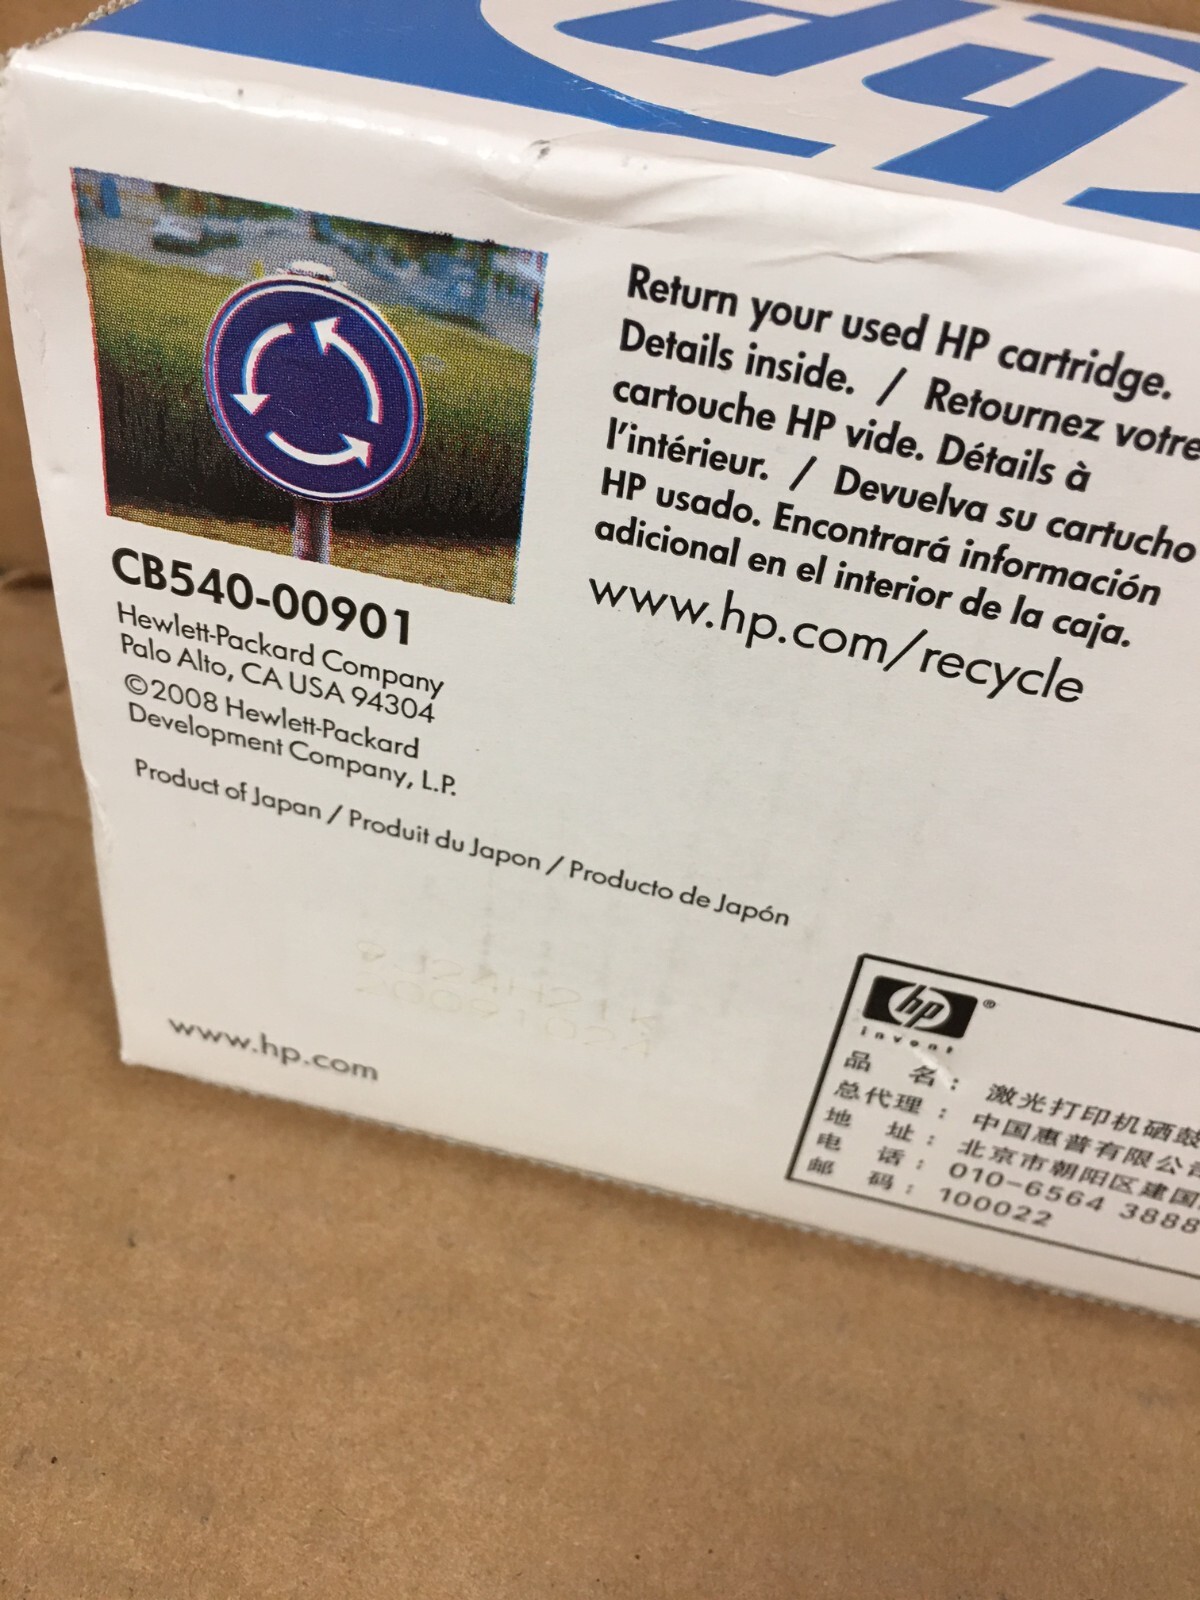 hp
Return your used HP cartridge.
Details inside. / Retournez votre
cartouche HP vide. Détails à
l'intérieur. / Devuelva su cartucho
HP usado. Encontrará información
adicional en el interior de la caja.
www.hp.com/recycle
CB540-00901
Hewlett-Packard Company
Palo Alto, CA USA 94304
©2008 Hewlett-Packard
Development Company, L.P.
Product of Japan / Produit du Japon / Producto de Japón
www.hp.com
hp ®
invent
品 名: 激光打印机硒鼓
总代理: 中国惠普有限公司
地 址: 北京市朝阳区建国
电 话: 010-6564 3888
邮 码: 100022